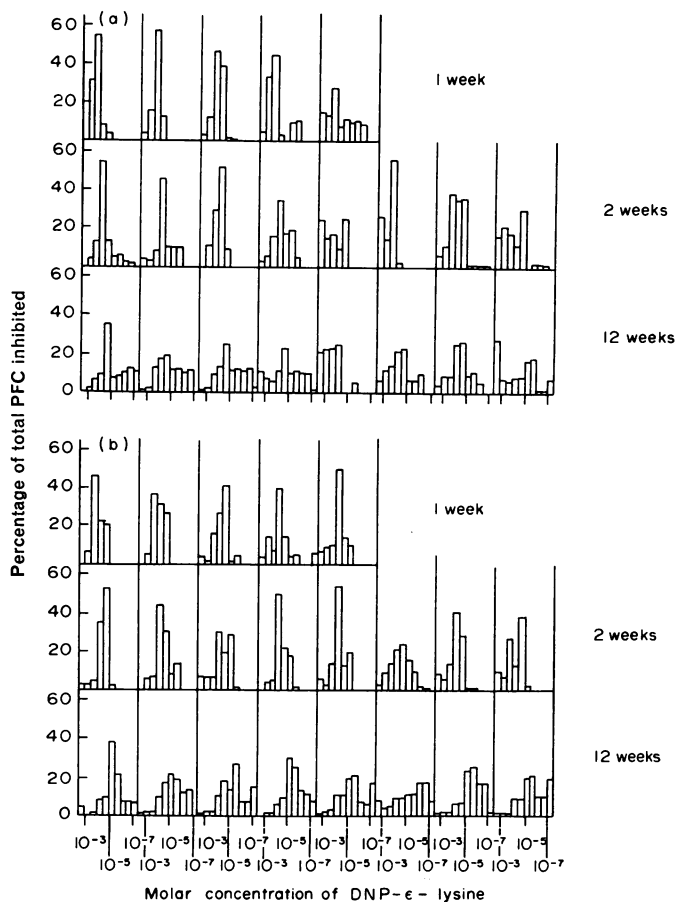 (a)
60
40
20
1 week
60
40
20
2 weeks
60
40
20
0
12 weeks
Percentage of total PFC inhibited
(b)
60
40
20
1 week
60
40
20
2 weeks
60
40
20
0
12 weeks
10⁻³ 10⁻⁷ 10⁻⁵ 10⁻³ 10⁻⁷ 10⁻⁵ 10⁻³ 10⁻⁷ 10⁻⁵ 10⁻³ 10⁻⁷ 10⁻⁵
10⁻⁵ 10⁻³ 10⁻⁷ 10⁻⁵ 10⁻³ 10⁻⁷ 10⁻⁵ 10⁻³ 10⁻⁷ 10⁻⁵ 10⁻³ 10⁻⁷
Molar concentration of DNP-ε-lysine